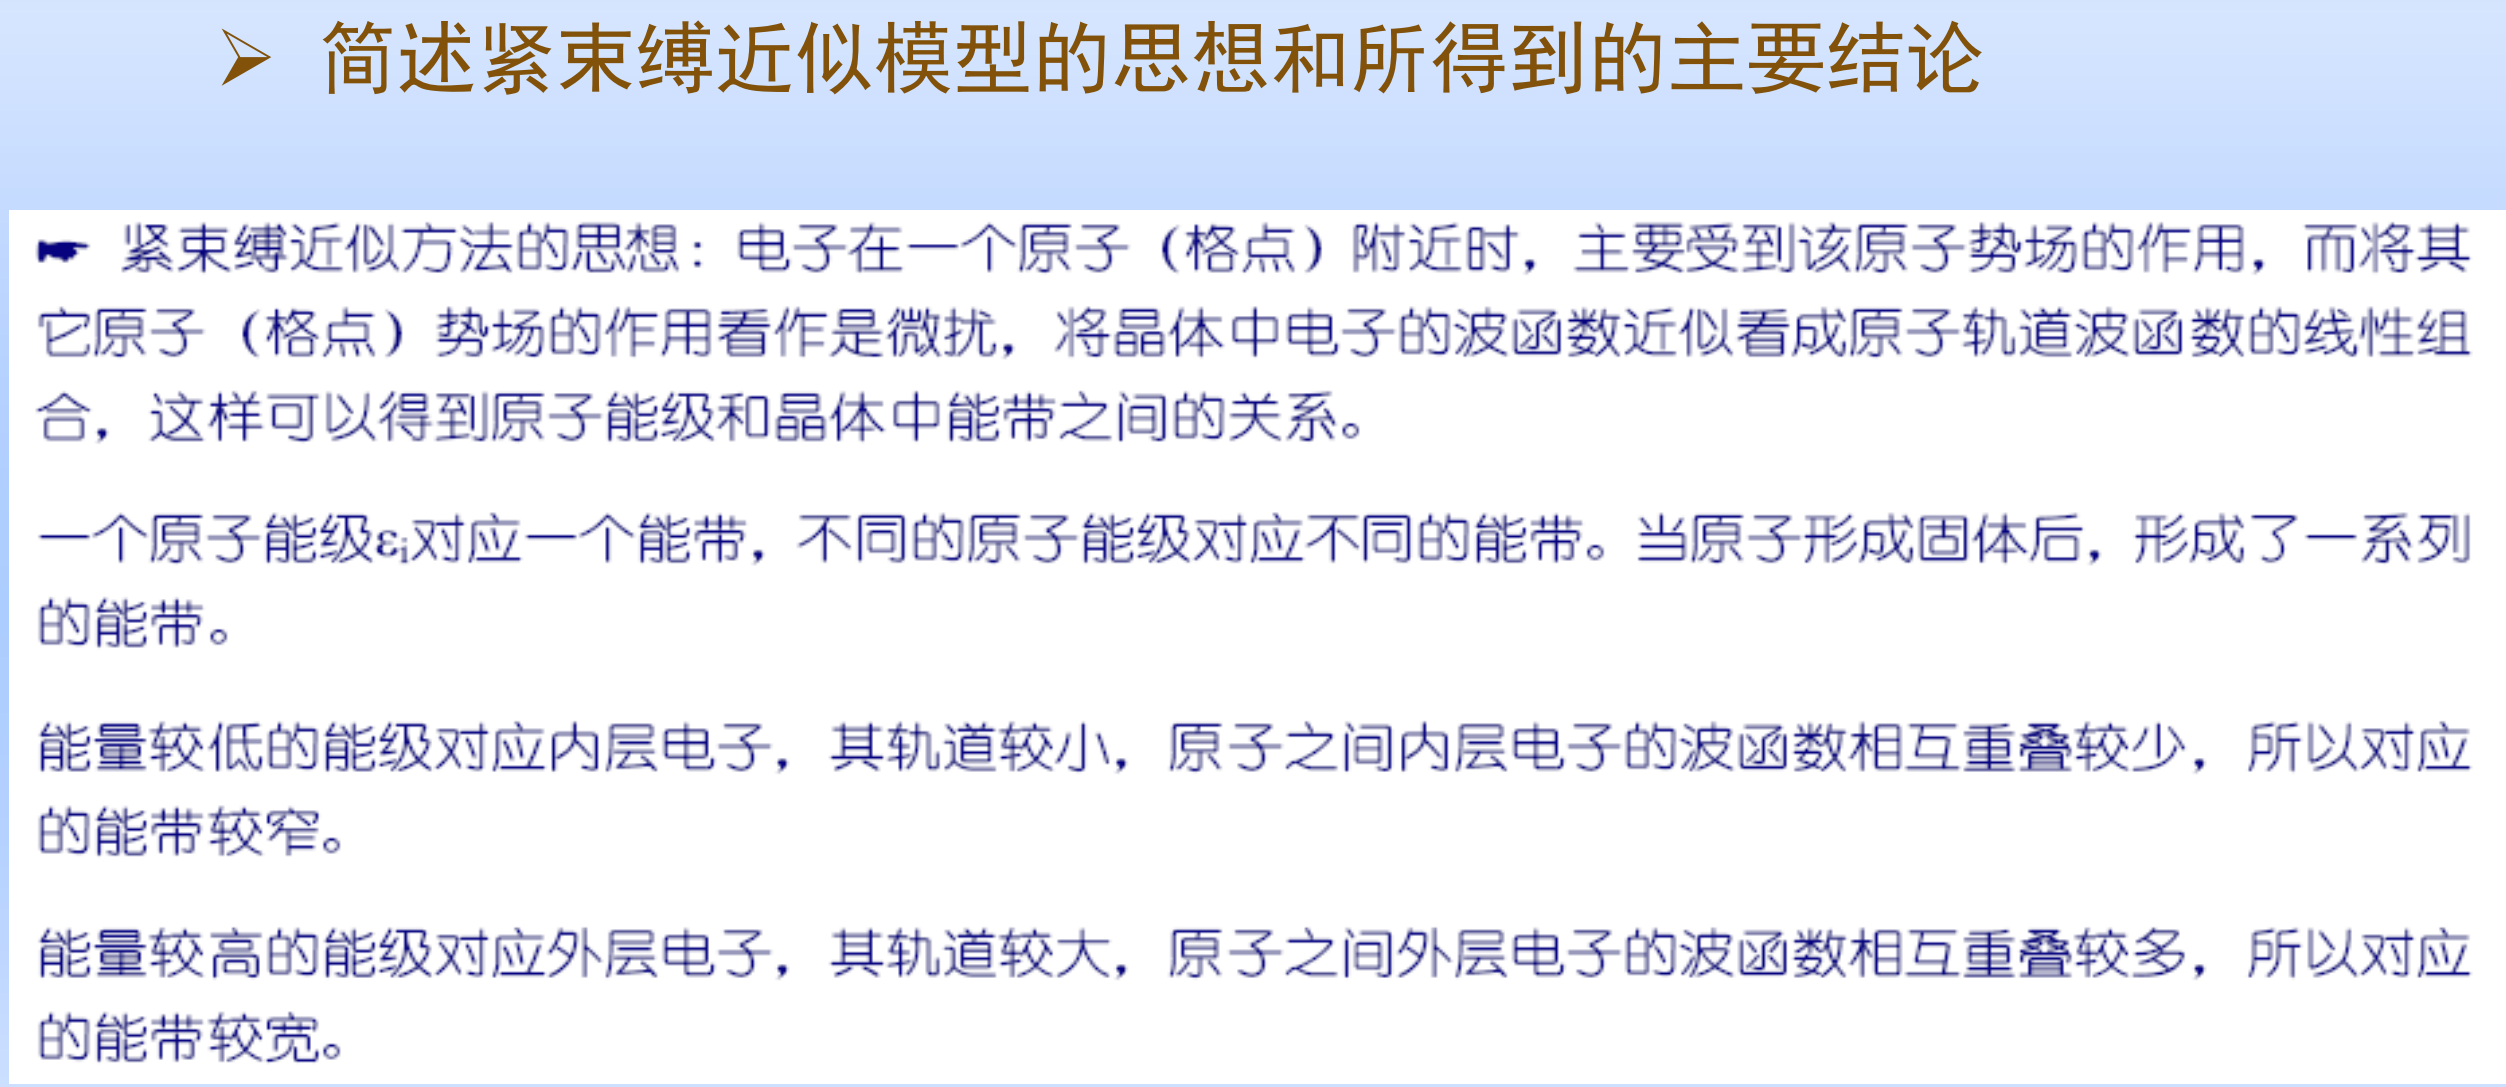 简述紧束缚近似模型的思想和所得到的主要结论
紧束缚近似方法的思想：电子在一个原子（格点）附近时，主要受到该原子势场的作用，而将其
它原子（格点）势场的作用看作是微扰，将晶体中电子的波函数近似看成原子轨道波函数的线性组
合，这样可以得到原子能级和晶体中能带之间的关系。
一个原子能级εi对应一个能带，不同的原子能级对应不同的能带。当原子形成固体后，形成了一系列
的能带。
能量较低的能级对应内层电子，其轨道较小，原子之间内层电子的波函数相互重叠较少，所以对应
的能带较窄。
能量较高的能级对应外层电子，其轨道较大，原子之间外层电子的波函数相互重叠较多，所以对应
的能带较宽。